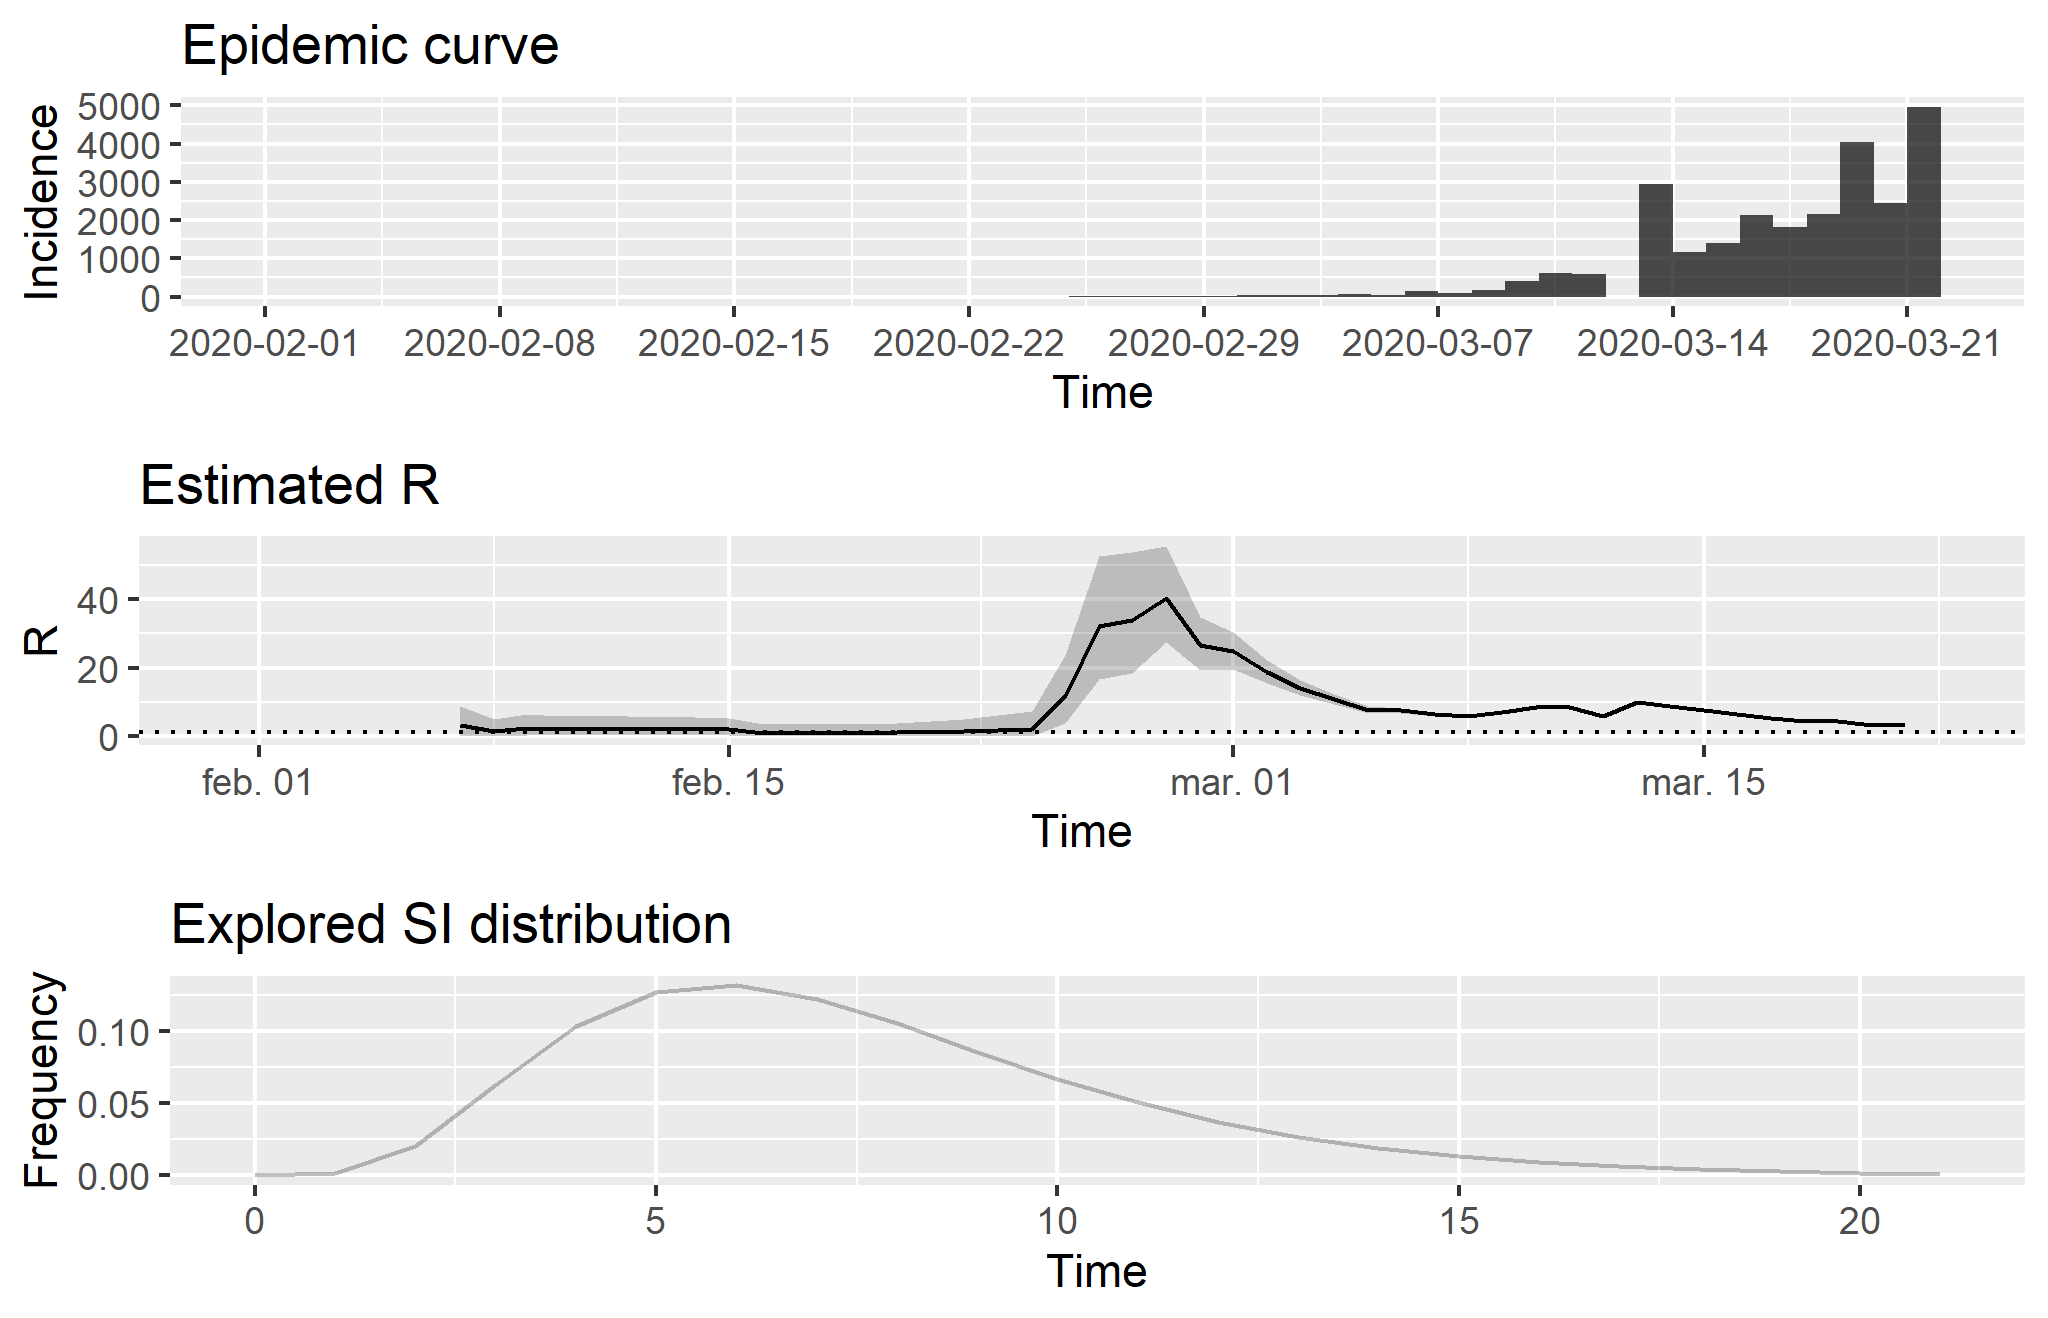 Epidemic curve
Incidence
5000
4000
3000
2000
1000
0
2020-02-01 2020-02-08 2020-02-15 2020-02-22 2020-02-29 2020-03-07 2020-03-14 2020-03-21
Time
Estimated R
R
40
20
0
feb. 01 feb. 15 mar. 01 mar. 15
Time
Explored SI distribution
Frequency
0.10
0.05
0.00
0 5 10 15 20
Time